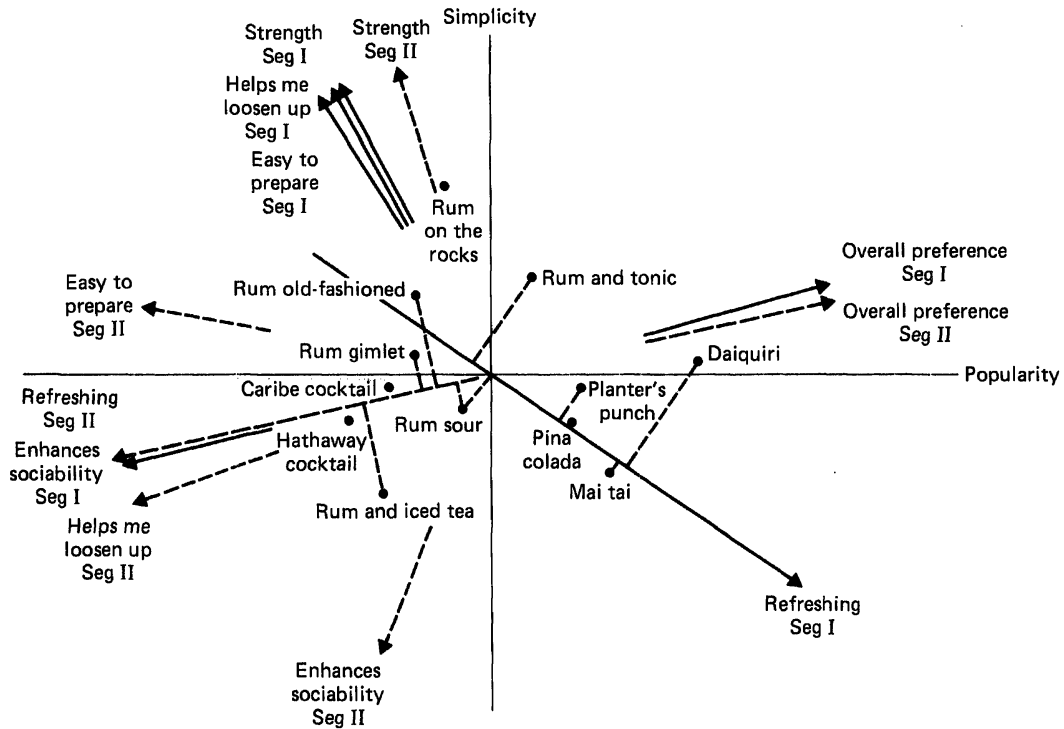 Simplicity
Strength
Seg I
Strength
Seg II
Helps me
loosen up
Seg I
Easy to
prepare
Seg I
Rum
on the
rocks
Overall preference
Seg I
Overall preference
Seg II
Rum and tonic
Easy to
prepare
Seg II
Rum old-fashioned
Rum gimlet
Daiquiri
Popularity
Caribe cocktail
Planter's
punch
Refreshing
Seg II
Rum sour
Pina
colada
Hathaway
cocktail
Enhances
sociability
Seg I
Mai tai
Rum and iced tea
Helps me
loosen up
Seg II
Refreshing
Seg I
Enhances
sociability
Seg II